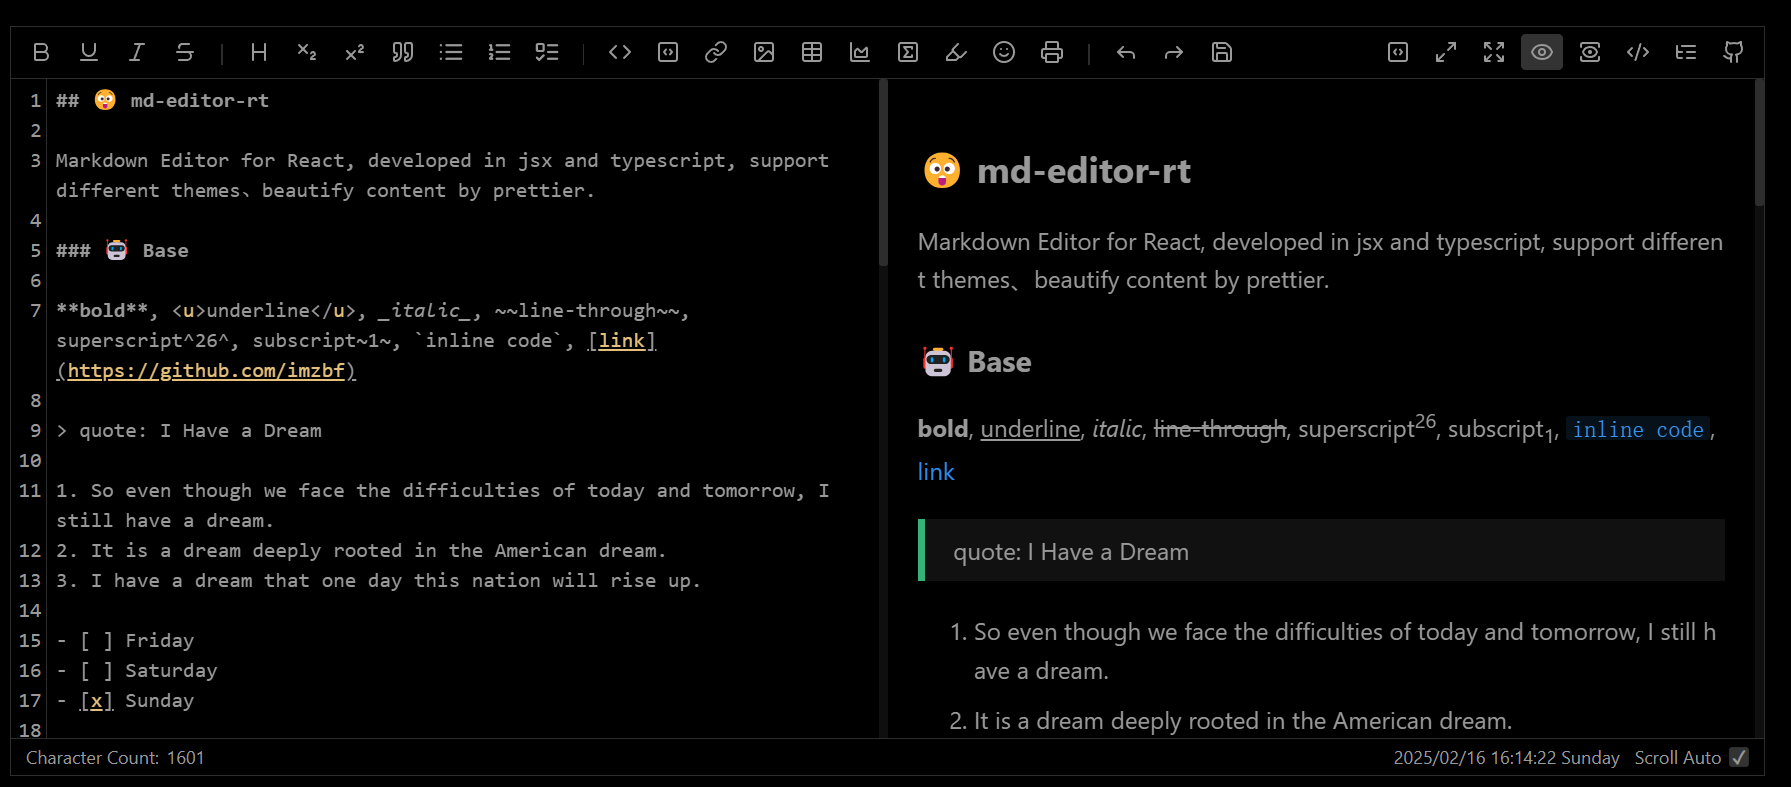 1 ## 😲 md-editor-rt
2
3 Markdown Editor for React, developed in jsx and typescript, support
different themes、beautify content by prettier.
4
5 ### 🤖 Base
6
7 **bold**, <u>underline</u>, _italic_, ~~line-through~~,
superscript^26^, subscript~1~, `inline code`, [link]
(https://github.com/imzbf)
8
9 > quote: I Have a Dream
10
11 1. So even though we face the difficulties of today and tomorrow, I
still have a dream.
12 2. It is a dream deeply rooted in the American dream.
13 3. I have a dream that one day this nation will rise up.
14
15 - [ ] Friday
16 - [ ] Saturday
17 - [x] Sunday
18
😲 md-editor-rt
Markdown Editor for React, developed in jsx and typescript, support differen
t themes、beautify content by prettier.
🤖 Base
bold, underline, italic, line-through, superscript26, subscript1, inline code,
link
quote: I Have a Dream
1. So even though we face the difficulties of today and tomorrow, I still h
ave a dream.
2. It is a dream deeply rooted in the American dream.
Character Count: 1601
2025/02/16 16:14:22 Sunday Scroll Auto